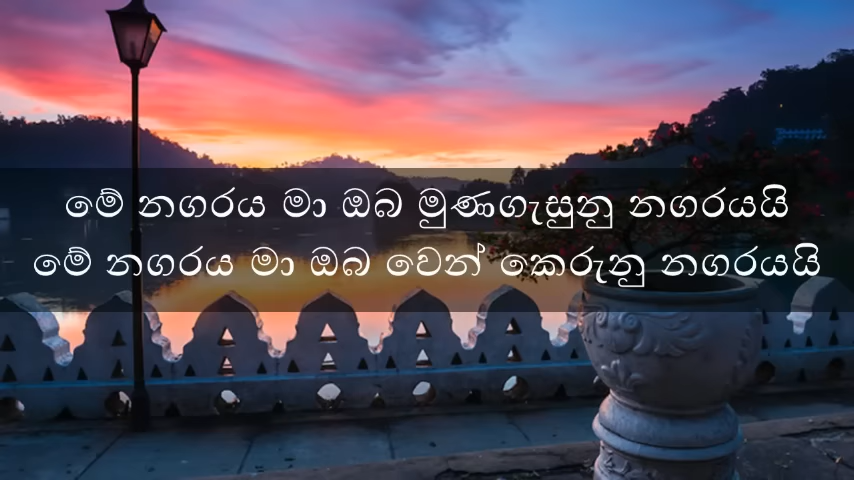 මේ නගරය මා ඔබ මුණගැසුනු නගරයයි
මේ නගරය මා ඔබ වෙන් කෙරුනු නගරයයි